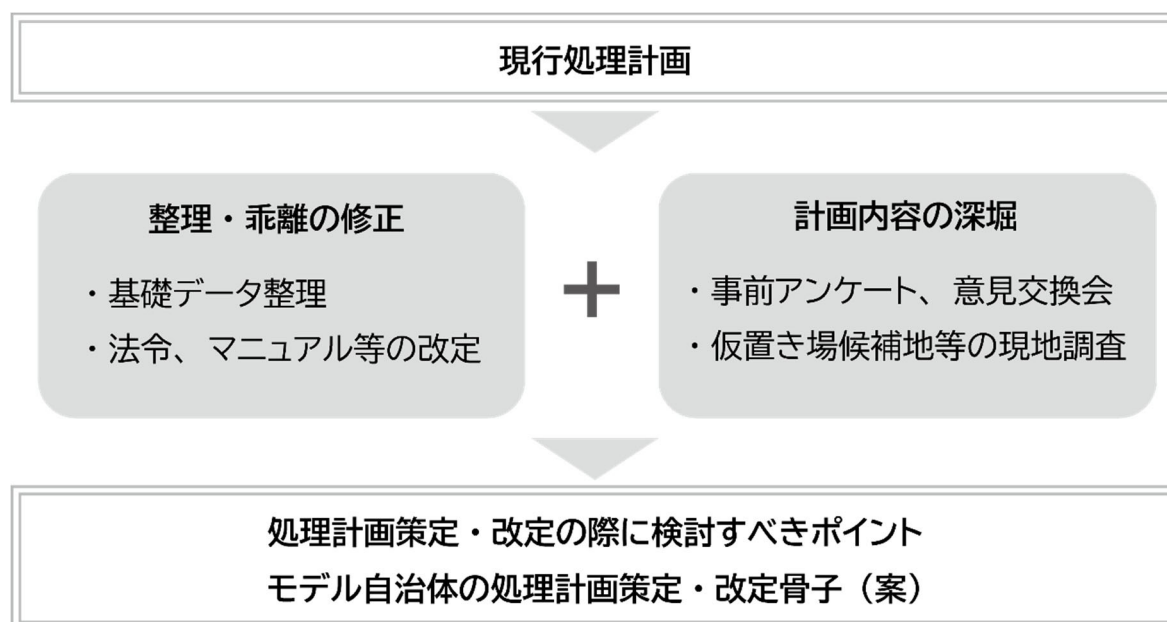 現行処理計画
整理・乖離の修正
・基礎データ整理
・法令、マニュアル等の改定
+
計画内容の深堀
・事前アンケート、意見交換会
・仮置き場候補地等の現地調査
処理計画策定・改定の際に検討すべきポイント
モデル自治体の処理計画策定・改定骨子（案）